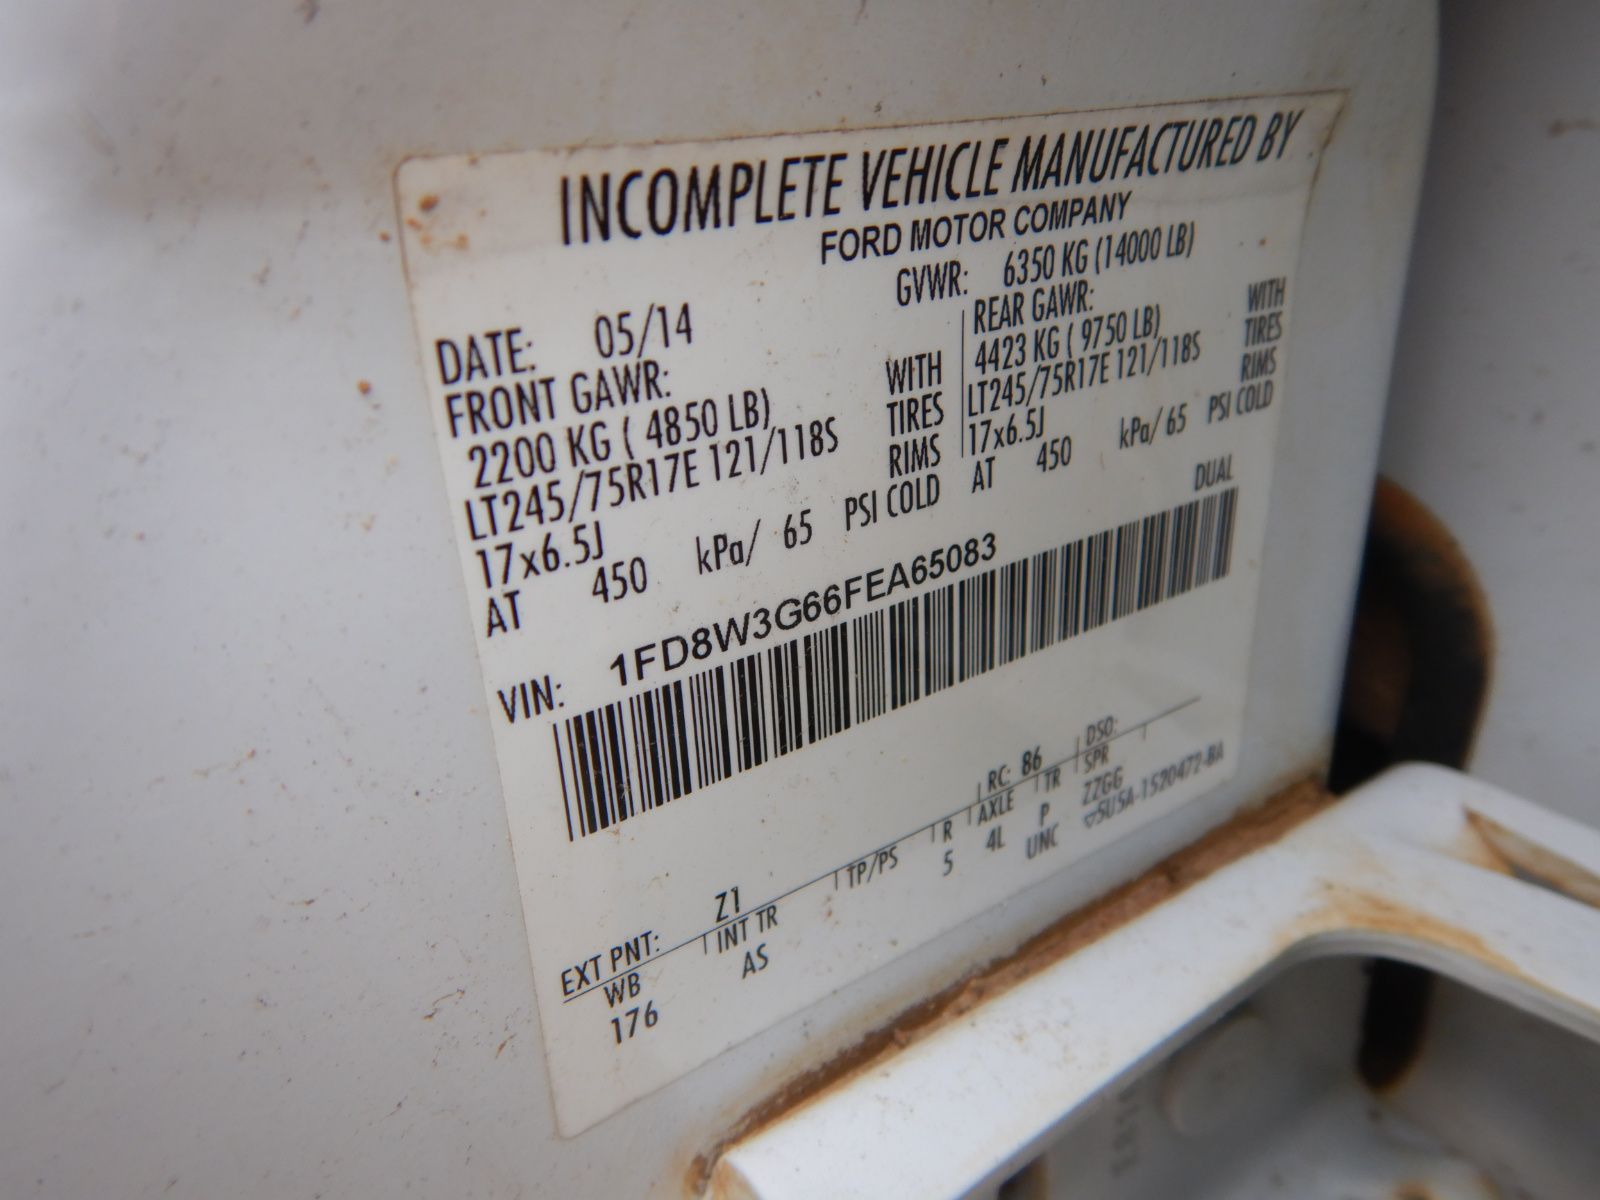 INCOMPLETE VEHICLE MANUFACTURED BY
FORD MOTOR COMPANY
DATE: 05/14 GVWR: 6350 KG (14000 LB)
FRONT GAWR: REAR GAWR:
2200 KG ( 4850 LB) WITH 4423 KG ( 9750 LB) WITH
LT245/75R17E 121/118S TIRES LT245/75R17E 121/118S TIRES
17x6.5J RIMS 17x6.5J RIMS
AT 450 kPa/ 65 PSI COLD AT 450 kPa/ 65 PSI COLD
DUAL
VIN: 1FD8W3G66FEA65083
EXT PNT: Z1 RC: 86 DSO:
WB INT TR TP/PS R AXLE TR SPR
176 AS 5 4L P ZZGG
UNC ▽5U5A-1520472-BA